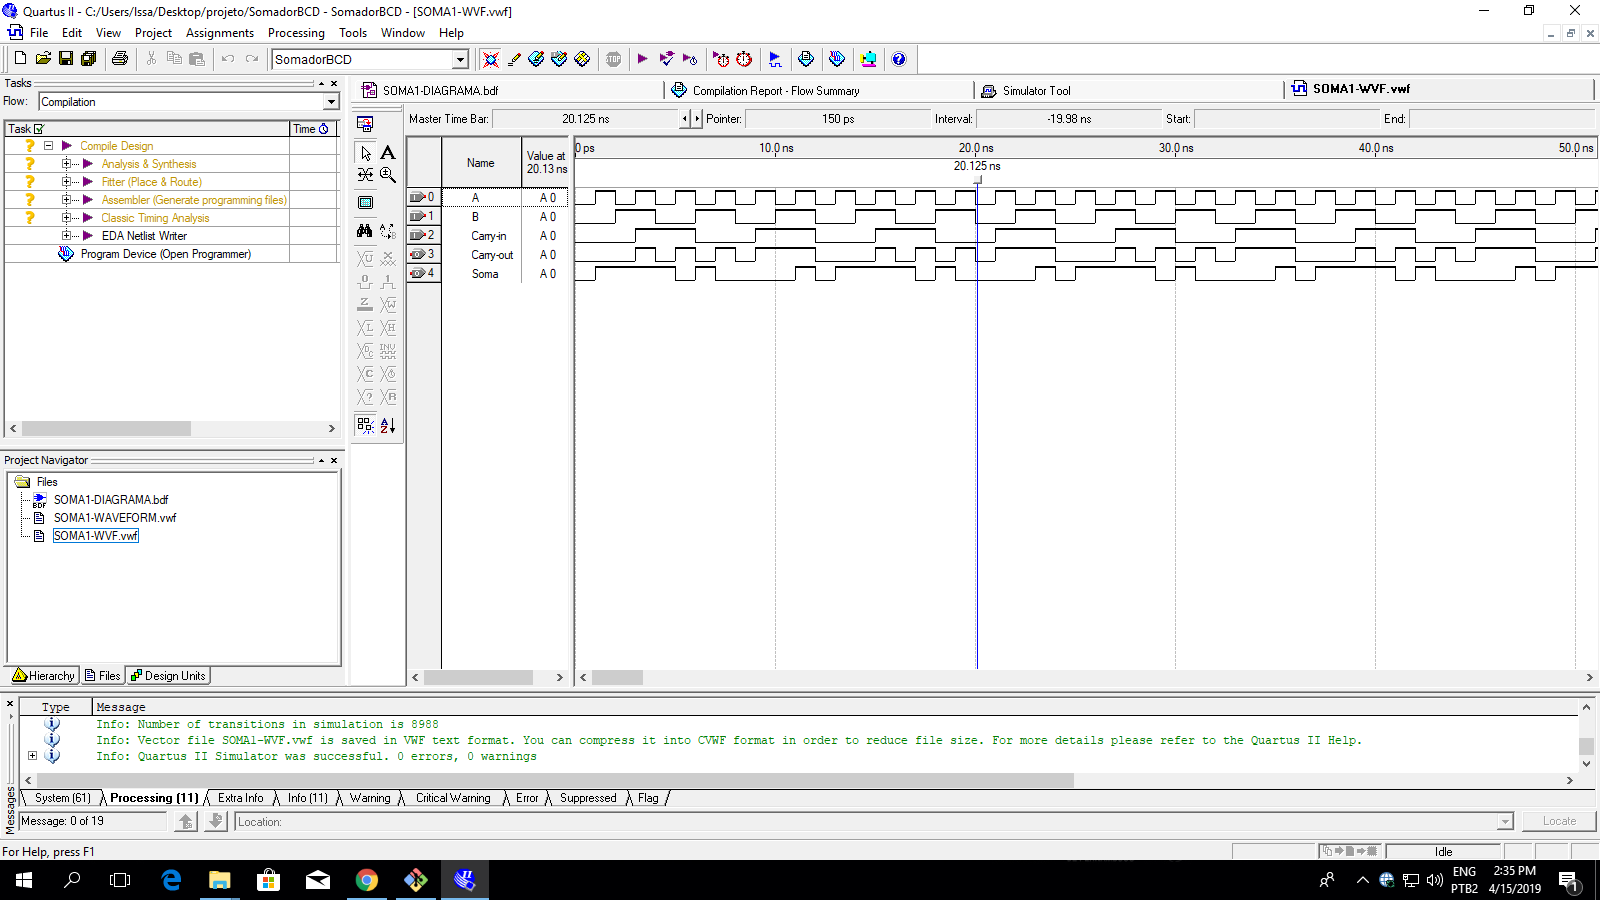 Quartus II - C:/Users/Issa/Desktop/projeto/SomadorBCD - SomadorBCD - [SOMA1-WVF.vwf]
File Edit View Project Assignments Processing Tools Window Help
SomadorBCD
Tasks
Flow: Compilation
Task Time
Compile Design
Analysis & Synthesis
Fitter (Place & Route)
Assembler (Generate programming files)
Classic Timing Analysis
EDA Netlist Writer
Program Device (Open Programmer)
Project Navigator
Files
SOMA1-DIAGRAMA.bdf
SOMA1-WAVEFORM.vwf
SOMA1-WVF.vwf
Hierarchy Files Design Units
SOMA1-DIAGRAMA.bdf Compilation Report - Flow Summary Simulator Tool SOMA1-WVF.vwf
Master Time Bar: 20.125 ns Pointer: 150 ps Interval: -19.98 ns Start: End:
Name Value at 20.13 ns
0 ps 10.0 ns 20.0 ns 30.0 ns 40.0 ns 50.0 ns
20.125 ns
0 A A 0
1 B A 0
2 Carry-in A 0
3 Carry-out A 0
4 Soma A 0
Type Message
Info: Number of transitions in simulation is 8988
Info: Vector file SOMA1-WVF.vwf is saved in VWF text format. You can compress it into CVWF format in order to reduce file size. For more details please refer to the Quartus II Help.
Info: Quartus II Simulator was successful. 0 errors, 0 warnings
System (61) Processing (11) Extra Info Info (11) Warning Critical Warning Error Suppressed Flag
Messages
Message: 0 of 19 Location: Locate
For Help, press F1 Idle
ENG 2:35 PM
PTB2 4/15/2019
1